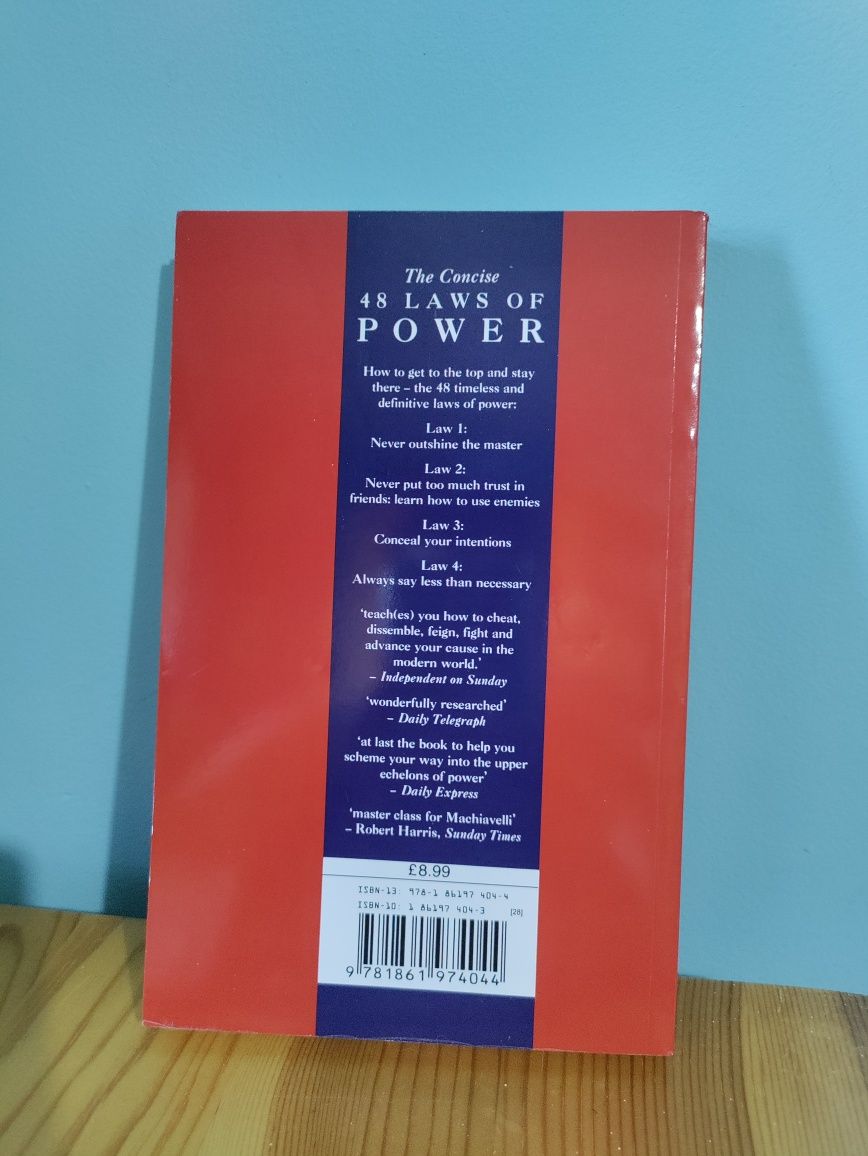 The Concise
48 LAWS OF
POWER
How to get to the top and stay
there – the 48 timeless and
definitive laws of power:
Law 1:
Never outshine the master
Law 2:
Never put too much trust in
friends: learn how to use enemies
Law 3:
Conceal your intentions
Law 4:
Always say less than necessary
‘teach(es) you how to cheat,
dissemble, feign, fight and
advance your cause in the
modern world.’
– Independent on Sunday
‘wonderfully researched’
– Daily Telegraph
‘at last the book to help you
scheme your way into the upper
echelons of power’
– Daily Express
‘master class for Machiavelli’
– Robert Harris, Sunday Times
£8.99
ISBN-13: 978-1 86197 404-4
ISBN-10: 1 86197 404-3 [28]
9 781861 974044